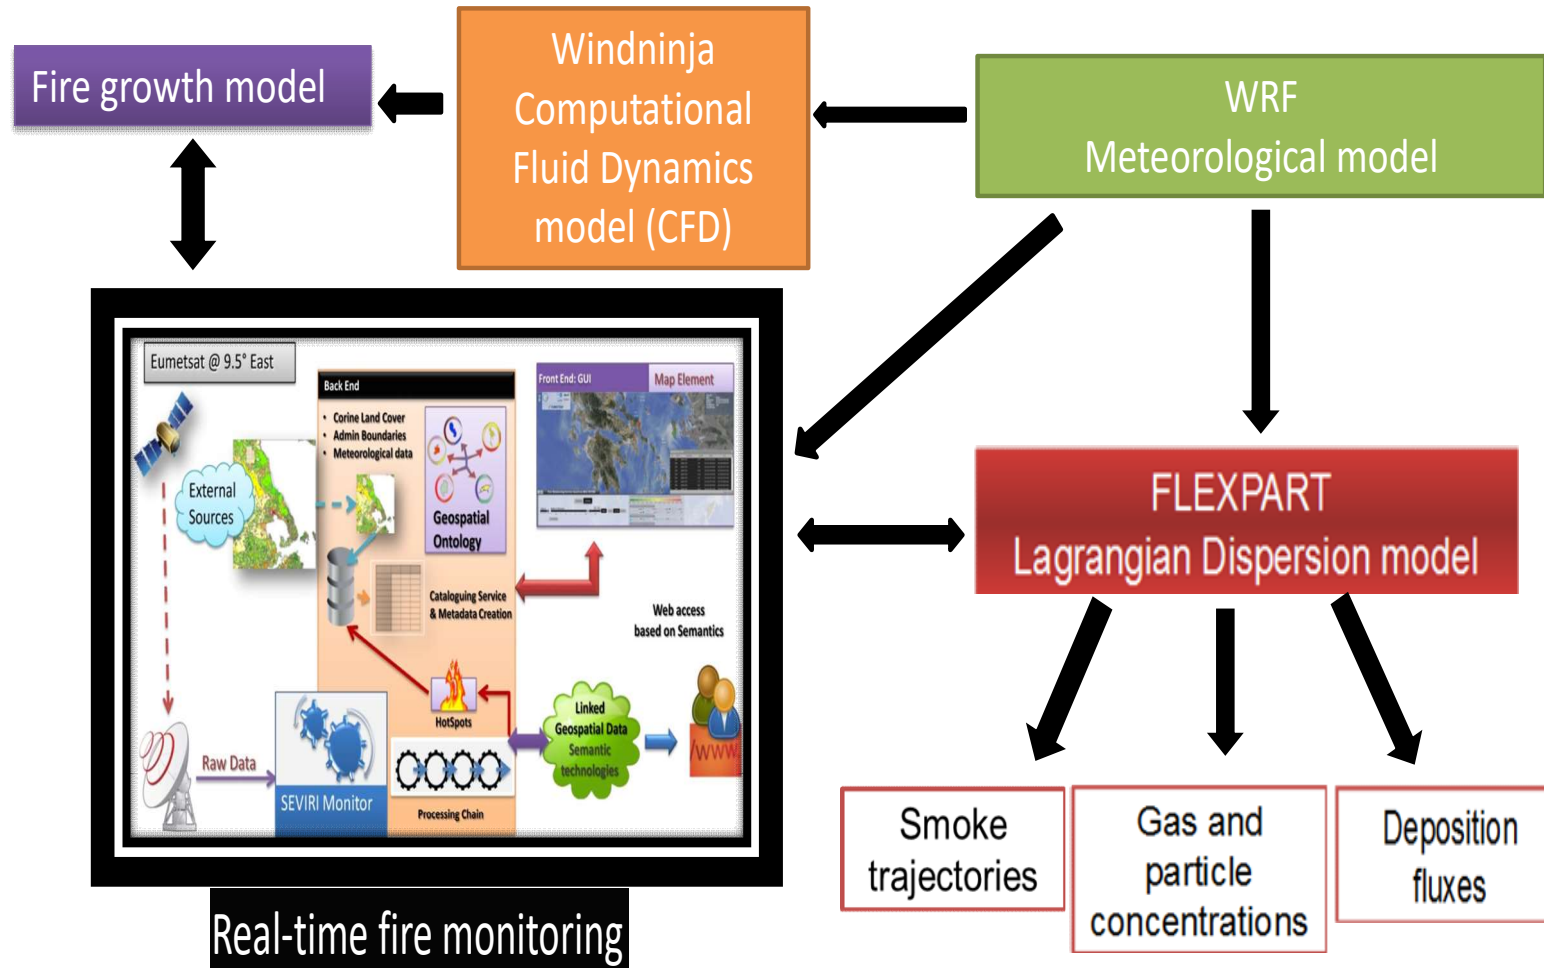 Fire growth model
Windninja
Computational
Fluid Dynamics
model (CFD)
WRF
Meteorological model
Eumetsat @ 9.5° East
External
Sources
Back End
• Corine Land Cover
• Admin Boundaries
• Meteorological data
Geospatial
Ontology
Front End: GUI
Map Element
Cataloguing Service
& Metadata Creation
Web access
based on Semantics
HotSpots
Linked
Geospatial Data
Semantic
technologies
/WWW.
Raw Data
SEVIRI Monitor
Processing Chain
Real-time fire monitoring
FLEXPART
Lagrangian Dispersion model
Smoke
trajectories
Gas and
particle
concentrations
Deposition
fluxes